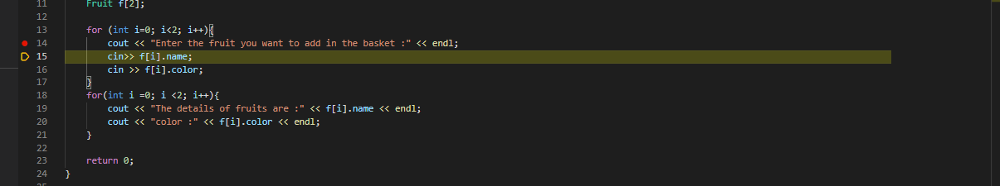 11 Fruit f[2];
12
13 for (int i=0; i<2; i++){
14 cout << "Enter the fruit you want to add in the basket :" << endl;
15 cin>> f[i].name;
16 cin >> f[i].color;
17 }
18 for(int i =0; i <2; i++){
19 cout << "The details of fruits are :" << f[i].name << endl;
20 cout << "color :" << f[i].color << endl;
21 }
22
23 return 0;
24 }
25